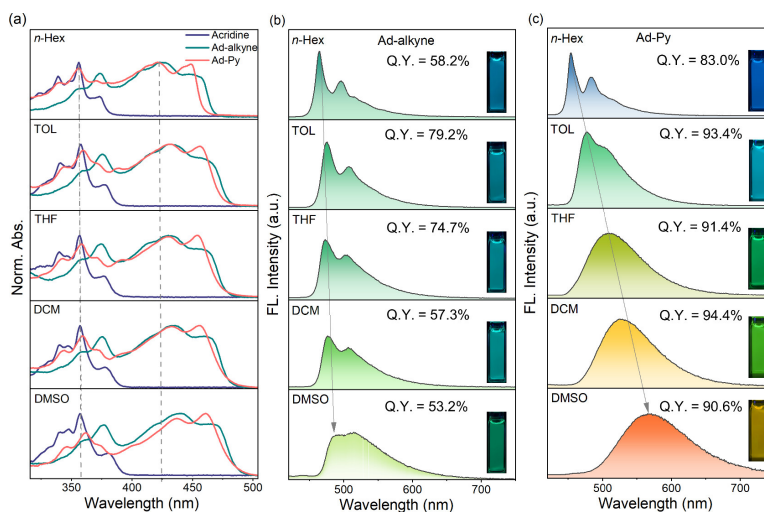 (a)
n-Hex
Acridine
Ad-alkyne
Ad-Py
TOL
THF
DCM
DMSO
Norm. Abs.
350 400 450 500
Wavelength (nm)
(b)
n-Hex Ad-alkyne
Q.Y. = 58.2%
TOL
Q.Y. = 79.2%
THF
Q.Y. = 74.7%
DCM
Q.Y. = 57.3%
DMSO
Q.Y. = 53.2%
FL. Intensity (a.u.)
500 600 700
Wavelength (nm)
(c)
n-Hex Ad-Py
Q.Y. = 83.0%
TOL
Q.Y. = 93.4%
THF
Q.Y. = 91.4%
DCM
Q.Y. = 94.4%
DMSO
Q.Y. = 90.6%
FL. Intensity (a.u.)
500 600 700
Wavelength (nm)